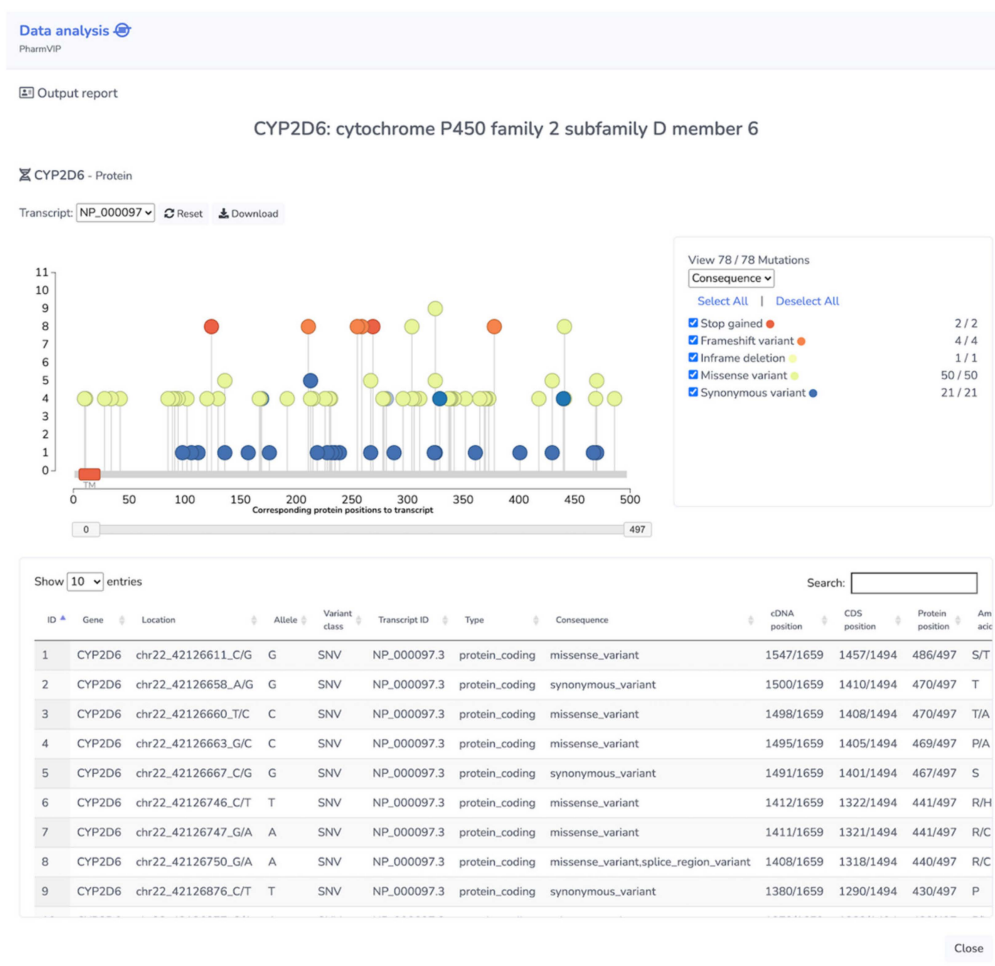 Data analysis
PharmVIP
Output report
CYP2D6: cytochrome P450 family 2 subfamily D member 6
CYP2D6 - Protein
Transcript: NP_000097 Reset Download
11
10
9
8
7
6
5
4
3
2
1
0
TM
0 50 100 150 200 250 300 350 400 450 500
Corresponding protein positions to transcript
0 497
View 78 / 78 Mutations
Consequence
Select All | Deselect All
Stop gained 2 / 2
Frameshift variant 4 / 4
Inframe deletion 1 / 1
Missense variant 50 / 50
Synonymous variant 21 / 21
Show 10 entries Search:
ID Gene Location Allele Variant class Transcript ID Type Consequence cDNA position CDS position Protein position Am acic
1 CYP2D6 chr22_42126611_C/G G SNV NP_000097.3 protein_coding missense_variant 1547/1659 1457/1494 486/497 S/T
2 CYP2D6 chr22_42126658_A/G G SNV NP_000097.3 protein_coding synonymous_variant 1500/1659 1410/1494 470/497 T
3 CYP2D6 chr22_42126660_T/C C SNV NP_000097.3 protein_coding missense_variant 1498/1659 1408/1494 470/497 T/A
4 CYP2D6 chr22_42126663_G/C C SNV NP_000097.3 protein_coding missense_variant 1495/1659 1405/1494 469/497 P/A
5 CYP2D6 chr22_42126667_C/G G SNV NP_000097.3 protein_coding synonymous_variant 1491/1659 1401/1494 467/497 S
6 CYP2D6 chr22_42126746_C/T T SNV NP_000097.3 protein_coding missense_variant 1412/1659 1322/1494 441/497 R/H
7 CYP2D6 chr22_42126747_G/A A SNV NP_000097.3 protein_coding missense_variant 1411/1659 1321/1494 441/497 R/C
8 CYP2D6 chr22_42126750_G/A A SNV NP_000097.3 protein_coding missense_variant,splice_region_variant 1408/1659 1318/1494 440/497 R/C
9 CYP2D6 chr22_42126876_C/T T SNV NP_000097.3 protein_coding synonymous_variant 1380/1659 1290/1494 430/497 P
Close